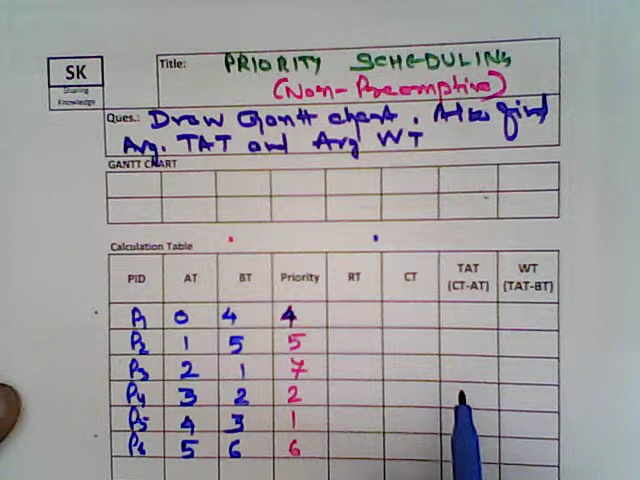 SK
Sharing
Knowledge
Title: PRIORITY SCHEDULING
(Non-Preemptive)
Ques.: Draw Gantt chart. Also find
Avg. TAT and Avg WT
GANTT CHART
Calculation Table
PID AT BT Priority RT CT TAT (CT-AT) WT (TAT-BT)
P1 0 4 4
P2 1 5 5
P3 2 1 7
P4 3 2 2
P5 4 3 1
P6 5 6 6